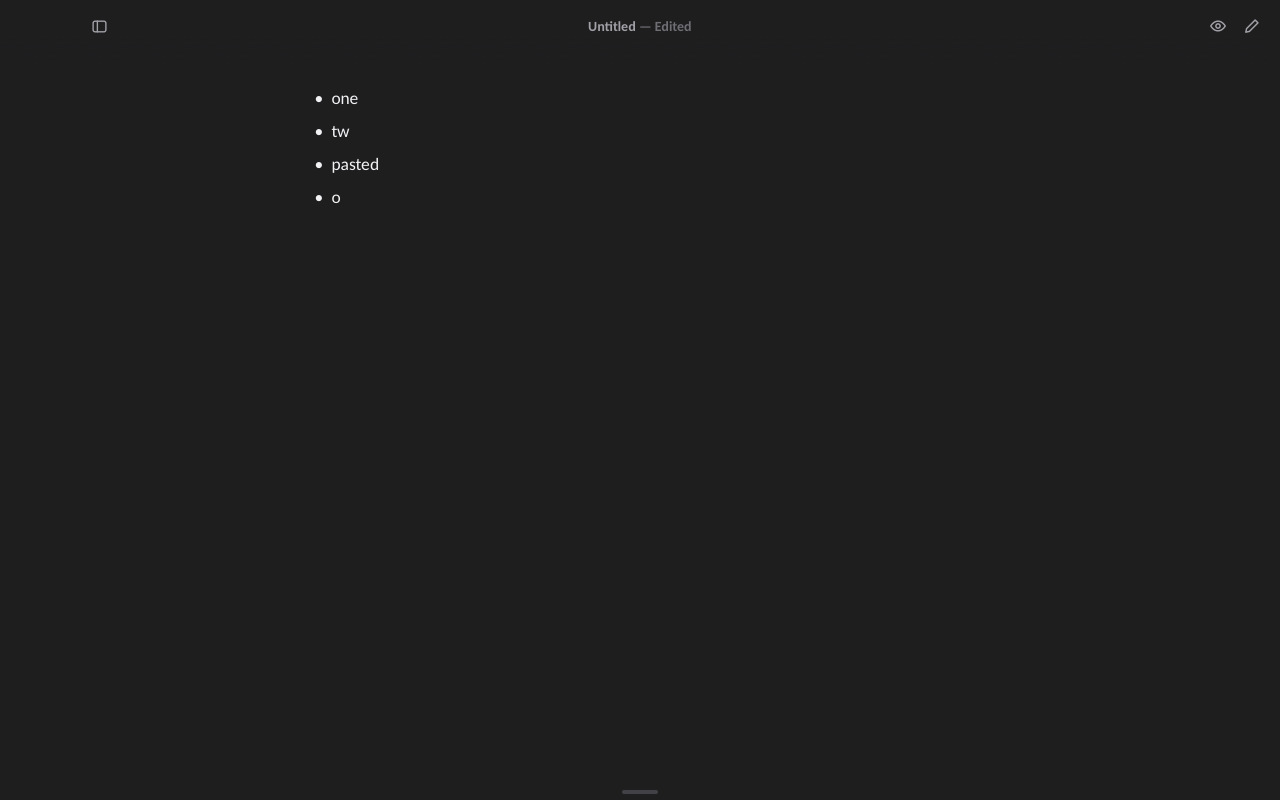 Untitled — Edited
• one
• tw
• pasted
• o